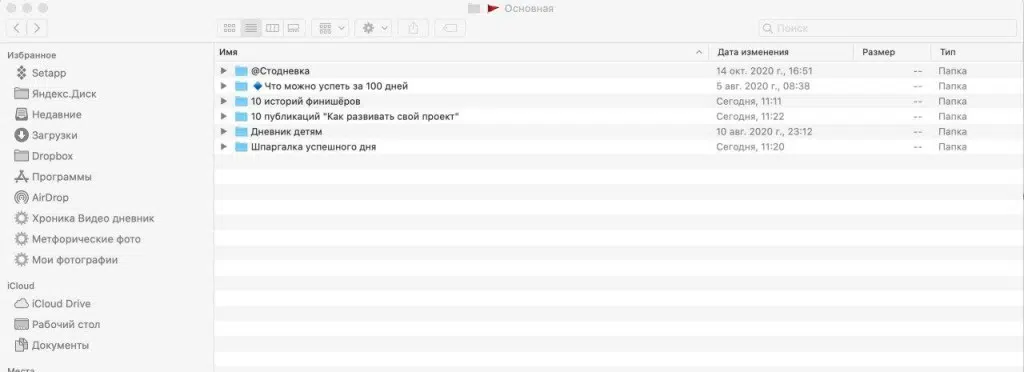 Основная
Поиск
Избранное
Setapp
Яндекс.Диск
Недавние
Загрузки
Dropbox
Программы
AirDrop
Хроника Видео дневник
Метфорические фото
Мои фотографии
iCloud
iCloud Drive
Рабочий стол
Документы
Места
Имя Дата изменения Размер Тип
@Стодневка 14 окт. 2020 г., 16:51 -- Папка
Что можно успеть за 100 дней 5 авг. 2020 г., 08:38 -- Папка
10 историй финишёров Сегодня, 11:11 -- Папка
10 публикаций "Как развивать свой проект" Сегодня, 11:22 -- Папка
Дневник детям 10 авг. 2020 г., 23:12 -- Папка
Шпаргалка успешного дня Сегодня, 11:20 -- Папка